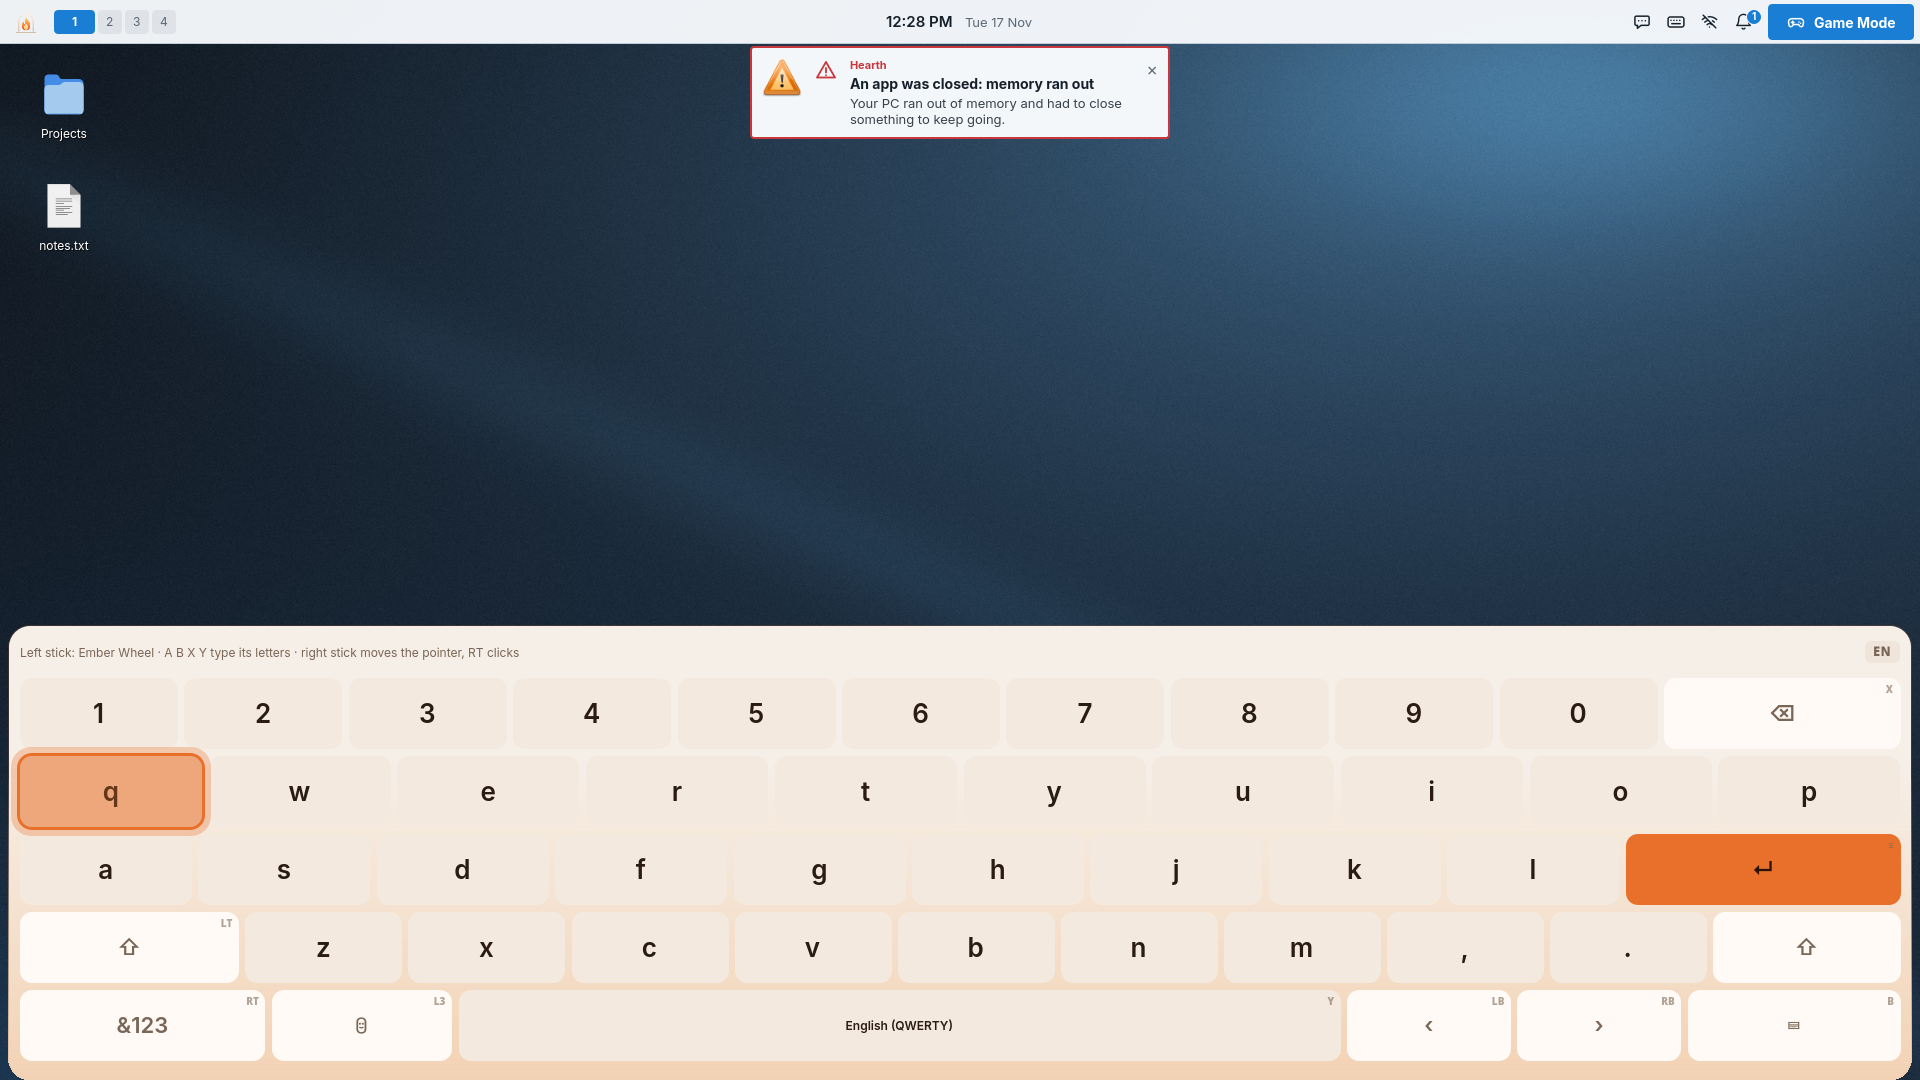 1 2 3 4
12:28 PM Tue 17 Nov
1
Game Mode
Hearth
An app was closed: memory ran out
Your PC ran out of memory and had to close
something to keep going.
Projects
notes.txt
Left stick: Ember Wheel · A B X Y type its letters · right stick moves the pointer, RT clicks
EN
1 2 3 4 5 6 7 8 9 0 X
q w e r t y u i o p
a s d f g h j k l
LT z x c v b n m , .
&123 RT L3 English (QWERTY) Y ‹ LB › RB B